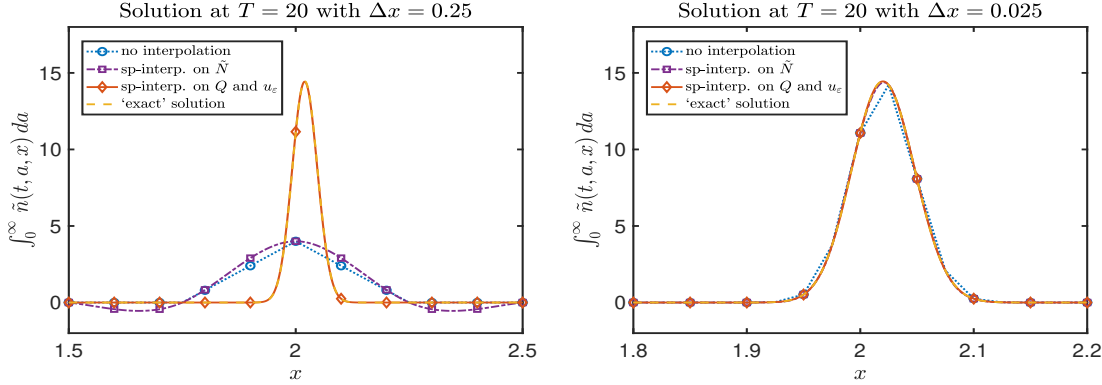 Solution at T = 20 with Δx = 0.25
no interpolation
sp-interp. on Ñ
sp-interp. on Q and u_ε
'exact' solution
15
10
5
0
∫₀^∞ ñ(t, a, x) da
1.5
2
2.5
x
Solution at T = 20 with Δx = 0.025
no interpolation
sp-interp. on Ñ
sp-interp. on Q and u_ε
'exact' solution
15
10
5
0
∫₀^∞ ñ(t, a, x) da
1.8
1.9
2
2.1
2.2
x